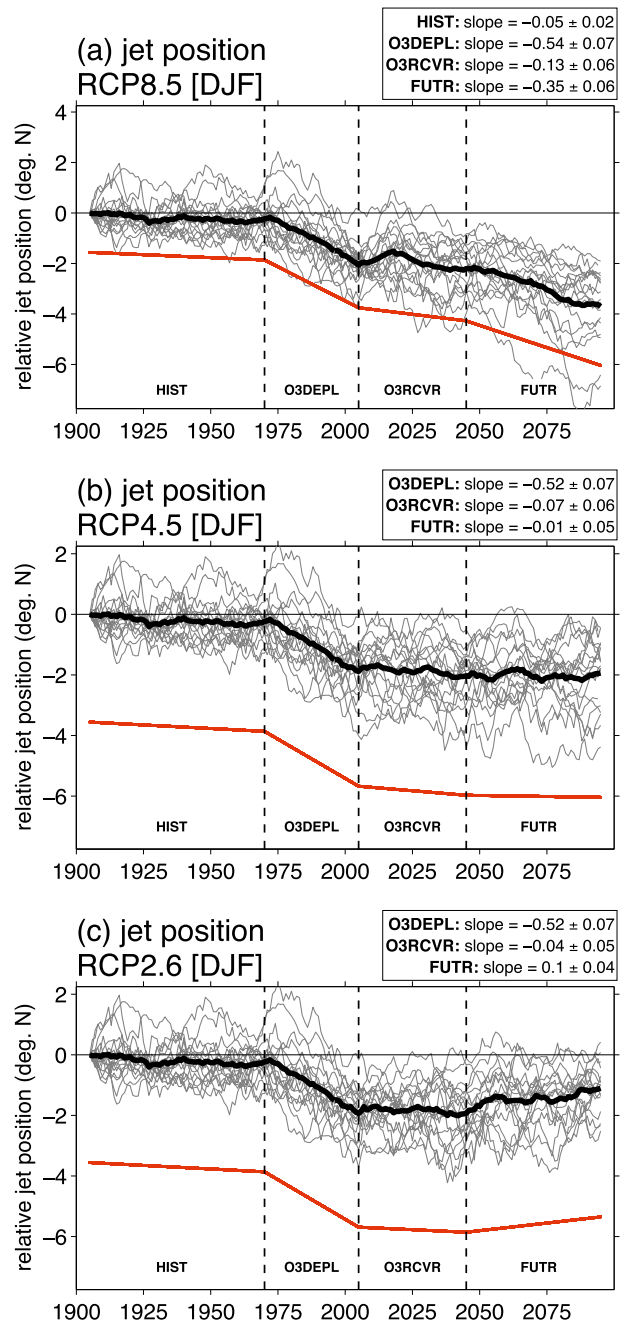 (a) jet position
RCP8.5 [DJF]
HIST: slope = −0.05 ± 0.02
O3DEPL: slope = −0.54 ± 0.07
O3RCVR: slope = −0.13 ± 0.06
FUTR: slope = −0.35 ± 0.06
relative jet position (deg. N)
4
2
0
−2
−4
−6
HIST O3DEPL O3RCVR FUTR
1900 1925 1950 1975 2000 2025 2050 2075
(b) jet position
RCP4.5 [DJF]
O3DEPL: slope = −0.52 ± 0.07
O3RCVR: slope = −0.07 ± 0.06
FUTR: slope = −0.01 ± 0.05
relative jet position (deg. N)
2
0
−2
−4
−6
HIST O3DEPL O3RCVR FUTR
1900 1925 1950 1975 2000 2025 2050 2075
(c) jet position
RCP2.6 [DJF]
O3DEPL: slope = −0.52 ± 0.07
O3RCVR: slope = −0.04 ± 0.05
FUTR: slope = 0.1 ± 0.04
relative jet position (deg. N)
2
0
−2
−4
−6
HIST O3DEPL O3RCVR FUTR
1900 1925 1950 1975 2000 2025 2050 2075